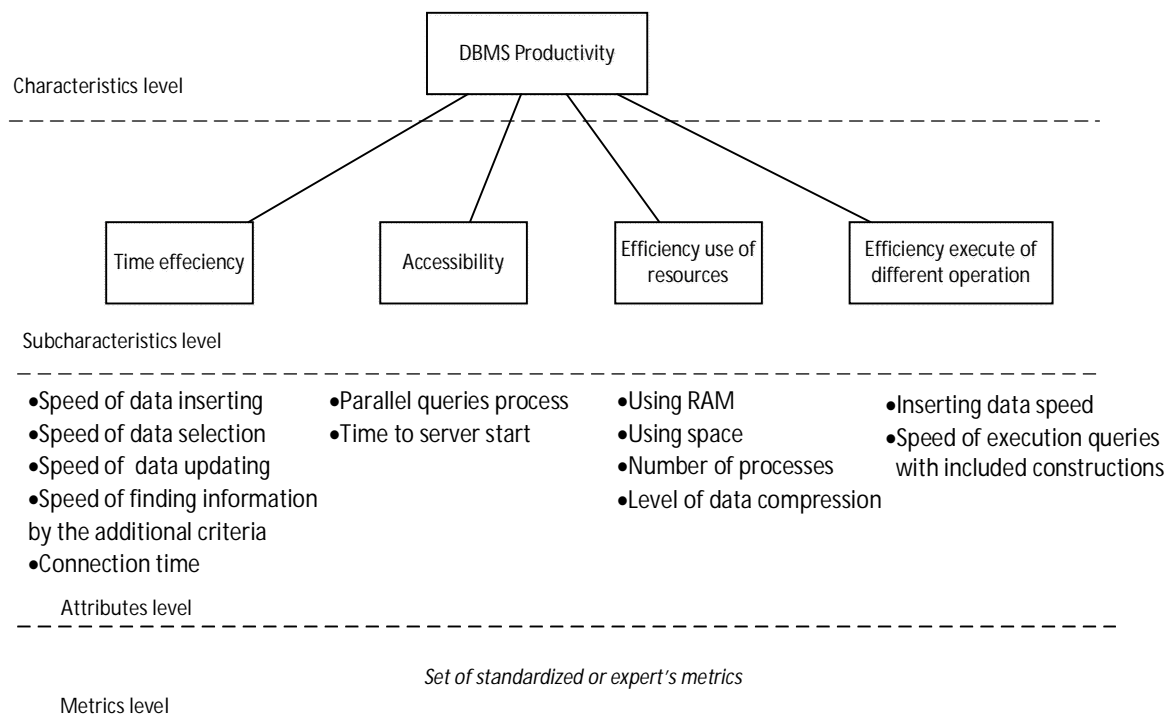 DBMS Productivity
Characteristics level
Time effeciency
Accessibility
Efficiency use of
resources
Efficiency execute of
different operation
Subcharacteristics level
•Speed of data inserting
•Speed of data selection
•Speed of data updating
•Speed of finding information
by the additional criteria
•Connection time
•Parallel queries process
•Time to server start
•Using RAM
•Using space
•Number of processes
•Level of data compression
•Inserting data speed
•Speed of execution queries
with included constructions
Attributes level
Set of standardized or expert's metrics
Metrics level